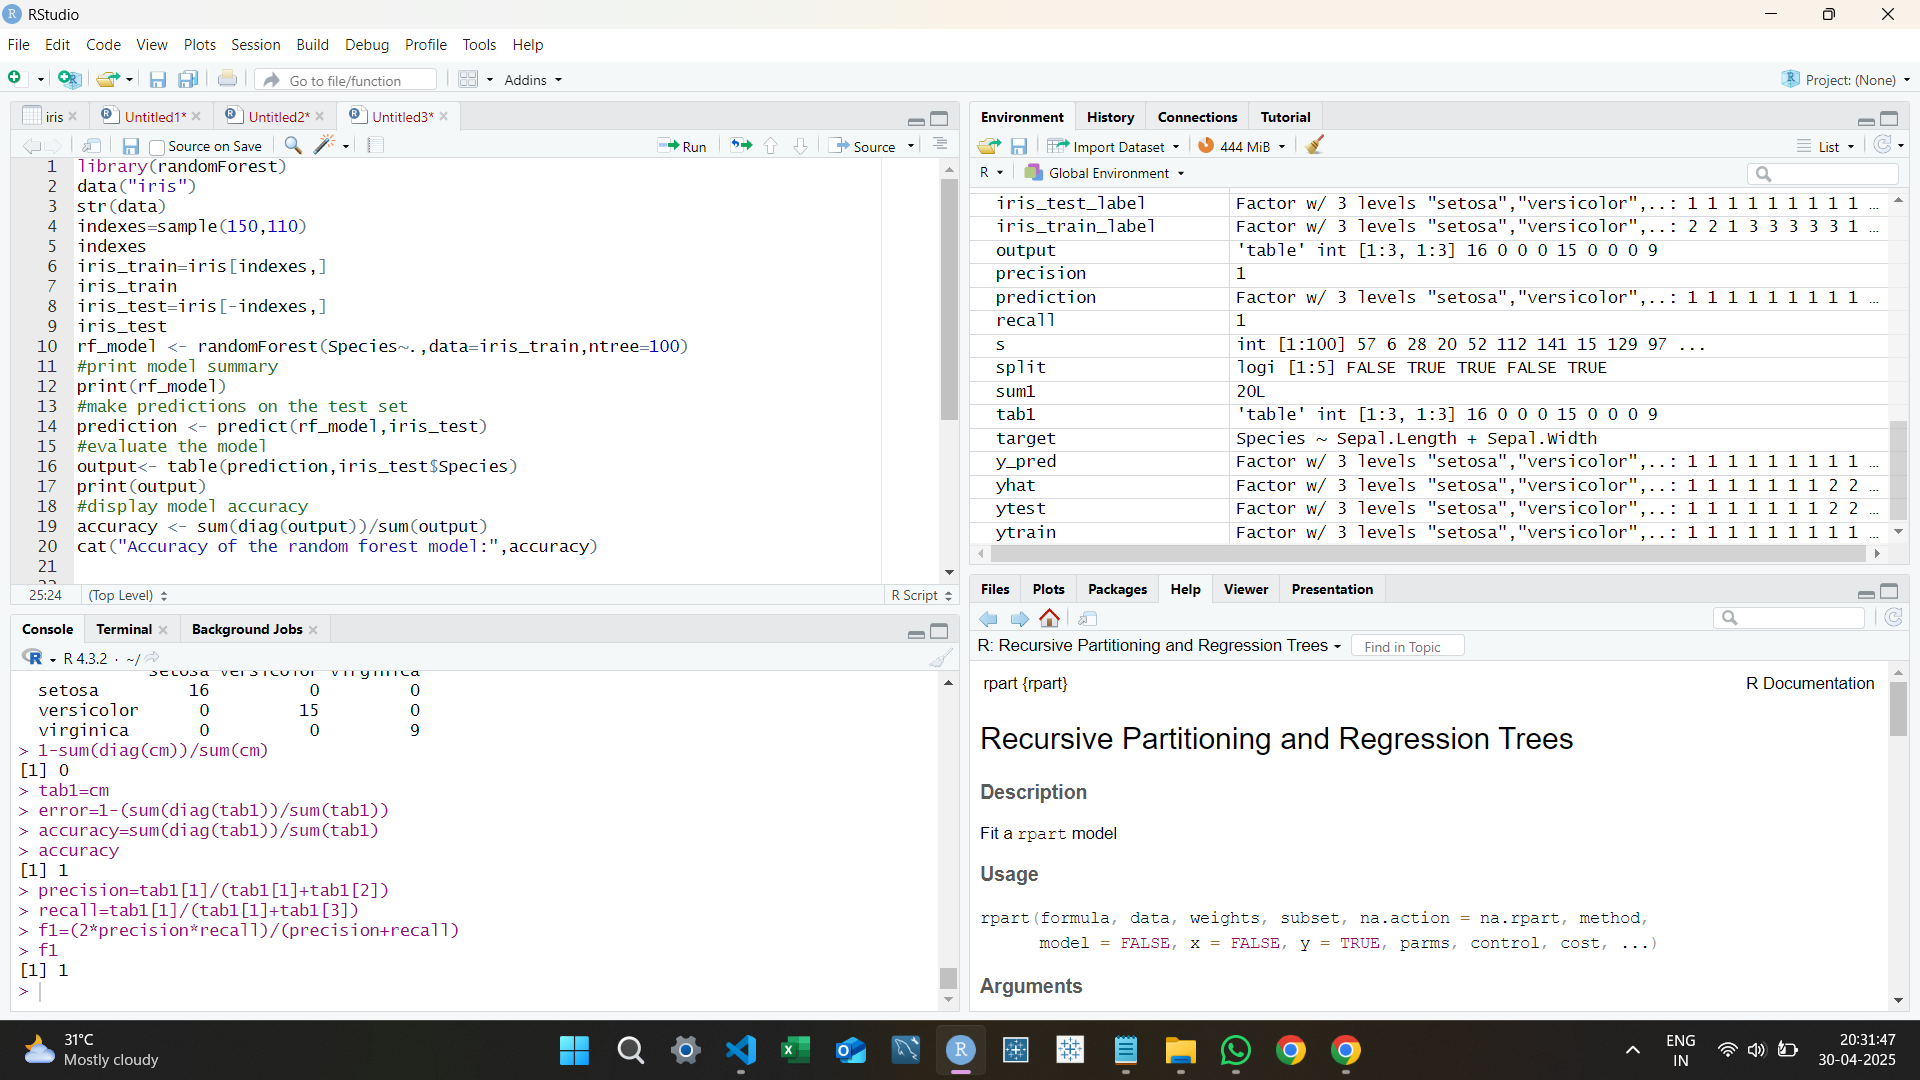 RStudio
File Edit Code View Plots Session Build Debug Profile Tools Help
Go to file/function Addins Project: (None)
iris Untitled1* Untitled2* Untitled3*
Source on Save Run Source
1 library(randomForest)
2 data("iris")
3 str(data)
4 indexes=sample(150,110)
5 indexes
6 iris_train=iris[indexes,]
7 iris_train
8 iris_test=iris[-indexes,]
9 iris_test
10 rf_model <- randomForest(Species~.,data=iris_train,ntree=100)
11 #print model summary
12 print(rf_model)
13 #make predictions on the test set
14 prediction <- predict(rf_model,iris_test)
15 #evaluate the model
16 output<- table(prediction,iris_test$Species)
17 print(output)
18 #display model accuracy
19 accuracy <- sum(diag(output))/sum(output)
20 cat("Accuracy of the random forest model:",accuracy)
21
22
25:24 (Top Level) R Script
Console Terminal Background Jobs
R R 4.3.2 · ~/
setosa versicolor virginica
setosa 16 0 0
versicolor 0 15 0
virginica 0 0 9
> 1-sum(diag(cm))/sum(cm)
[1] 0
> tab1=cm
> error=1-(sum(diag(tab1))/sum(tab1))
> accuracy=sum(diag(tab1))/sum(tab1)
> accuracy
[1] 1
> precision=tab1[1]/(tab1[1]+tab1[2])
> recall=tab1[1]/(tab1[1]+tab1[3])
> f1=(2*precision*recall)/(precision+recall)
> f1
[1] 1
>
Environment History Connections Tutorial
Import Dataset 444 MiB List
R Global Environment
iris_test_label Factor w/ 3 levels "setosa","versicolor",..: 1 1 1 1 1 1 1 1 1 …
iris_train_label Factor w/ 3 levels "setosa","versicolor",..: 2 2 1 3 3 3 3 3 1 …
output 'table' int [1:3, 1:3] 16 0 0 0 15 0 0 0 9
precision 1
prediction Factor w/ 3 levels "setosa","versicolor",..: 1 1 1 1 1 1 1 1 1 …
recall 1
s int [1:100] 57 6 28 20 52 112 141 15 129 97 ...
split logi [1:5] FALSE TRUE TRUE FALSE TRUE
sum1 20L
tab1 'table' int [1:3, 1:3] 16 0 0 0 15 0 0 0 9
target Species ~ Sepal.Length + Sepal.Width
y_pred Factor w/ 3 levels "setosa","versicolor",..: 1 1 1 1 1 1 1 1 1 …
yhat Factor w/ 3 levels "setosa","versicolor",..: 1 1 1 1 1 1 1 2 2 …
ytest Factor w/ 3 levels "setosa","versicolor",..: 1 1 1 1 1 1 1 2 2 …
ytrain Factor w/ 3 levels "setosa","versicolor",..: 1 1 1 1 1 1 1 1 1 …
Files Plots Packages Help Viewer Presentation
R: Recursive Partitioning and Regression Trees Find in Topic
rpart {rpart} R Documentation
Recursive Partitioning and Regression Trees
Description
Fit a rpart model
Usage
rpart(formula, data, weights, subset, na.action = na.rpart, method,
model = FALSE, x = FALSE, y = TRUE, parms, control, cost, ...)
Arguments
31°C
Mostly cloudy
ENG
IN
20:31:47
30-04-2025